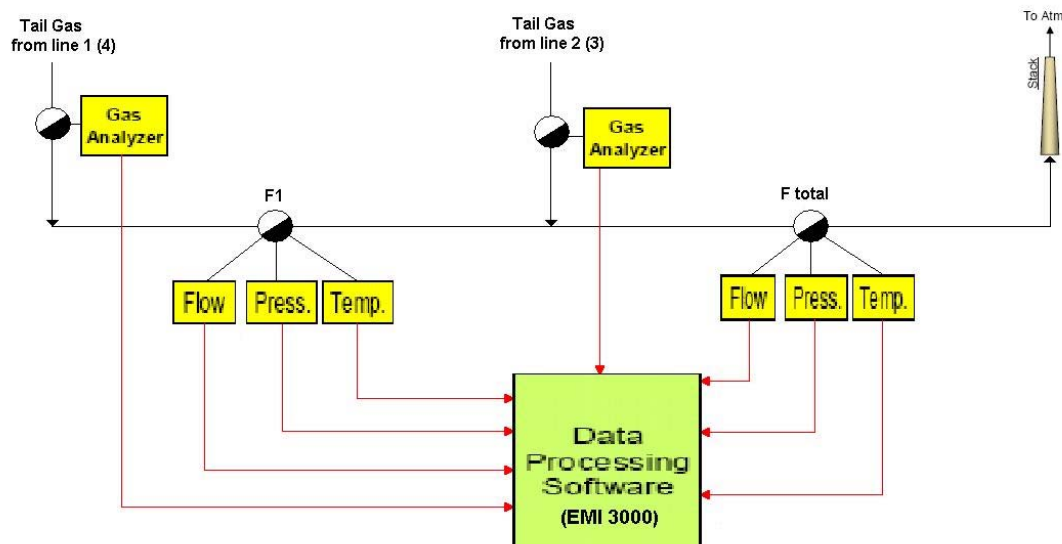 Tail Gas
from line 1 (4)
Tail Gas
from line 2 (3)
To Atm
Stack
Gas
Analyzer
Gas
Analyzer
F1
F total
Flow
Press.
Temp.
Flow
Press.
Temp.
Data
Processing
Software
(EMI 3000)